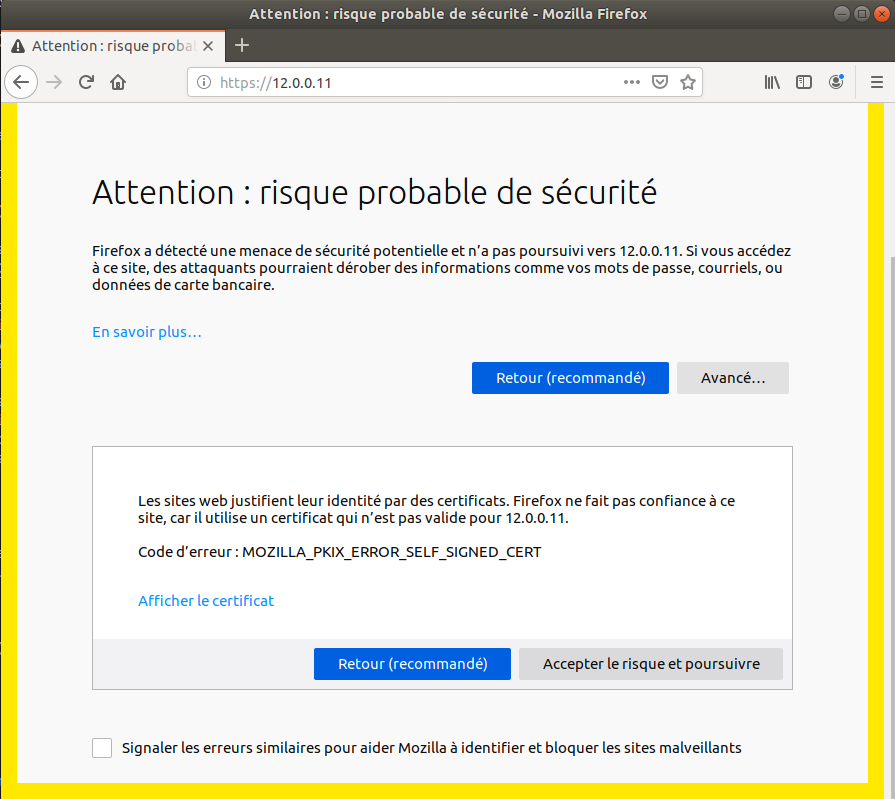 Attention : risque probable de sécurité - Mozilla Firefox
Attention : risque probal
https://12.0.0.11
Attention : risque probable de sécurité
Firefox a détecté une menace de sécurité potentielle et n’a pas poursuivi vers 12.0.0.11. Si vous accédez
à ce site, des attaquants pourraient dérober des informations comme vos mots de passe, courriels, ou
données de carte bancaire.
En savoir plus…
Retour (recommandé)
Avancé…
Les sites web justifient leur identité par des certificats. Firefox ne fait pas confiance à ce
site, car il utilise un certificat qui n’est pas valide pour 12.0.0.11.
Code d’erreur : MOZILLA_PKIX_ERROR_SELF_SIGNED_CERT
Afficher le certificat
Retour (recommandé)
Accepter le risque et poursuivre
Signaler les erreurs similaires pour aider Mozilla à identifier et bloquer les sites malveillants